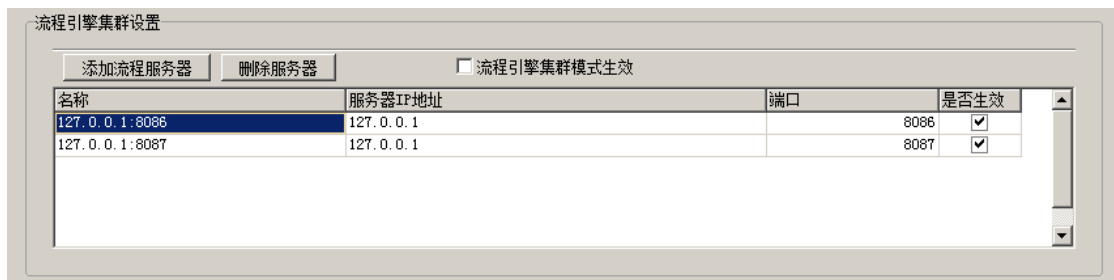 流程引擎集群设置
添加流程服务器 删除服务器 流程引擎集群模式生效
名称 服务器IP地址 端口 是否生效
127.0.0.1:8086 127.0.0.1 8086
127.0.0.1:8087 127.0.0.1 8087